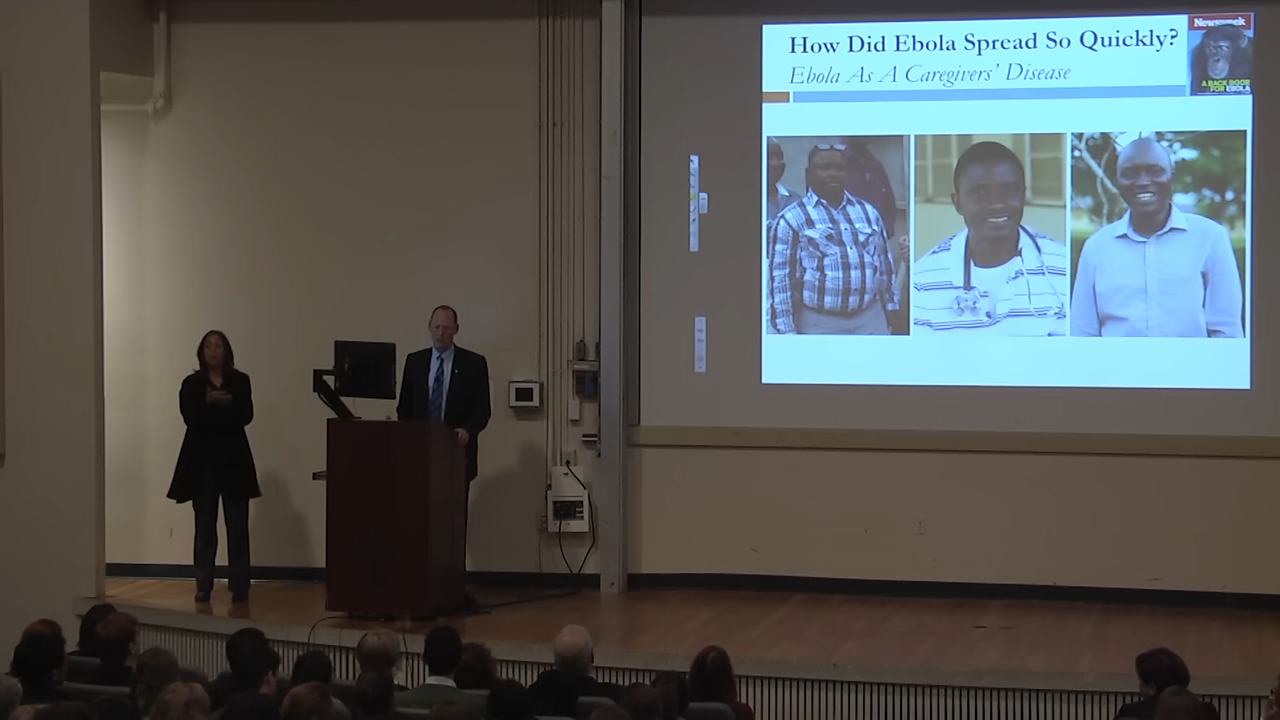 How Did Ebola Spread So Quickly?
Ebola As A Caregivers' Disease
Newsweek
A BACK DOOR
FOR EBOLA